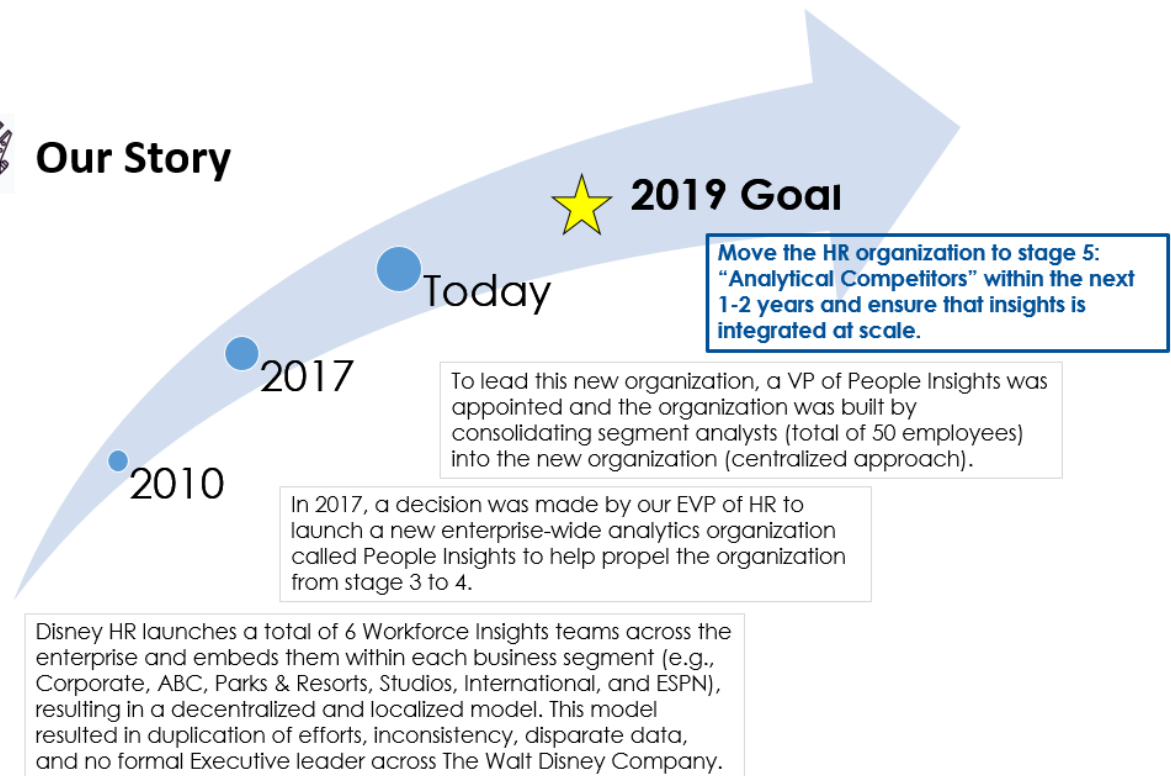 Our Story
2019 Goal
Move the HR organization to stage 5:
“Analytical Competitors” within the next
1-2 years and ensure that insights is
integrated at scale.
Today
2017
To lead this new organization, a VP of People Insights was
appointed and the organization was built by
consolidating segment analysts (total of 50 employees)
into the new organization (centralized approach).
2010
In 2017, a decision was made by our EVP of HR to
launch a new enterprise-wide analytics organization
called People Insights to help propel the organization
from stage 3 to 4.
Disney HR launches a total of 6 Workforce Insights teams across the
enterprise and embeds them within each business segment (e.g.,
Corporate, ABC, Parks & Resorts, Studios, International, and ESPN),
resulting in a decentralized and localized model. This model
resulted in duplication of efforts, inconsistency, disparate data,
and no formal Executive leader across The Walt Disney Company.